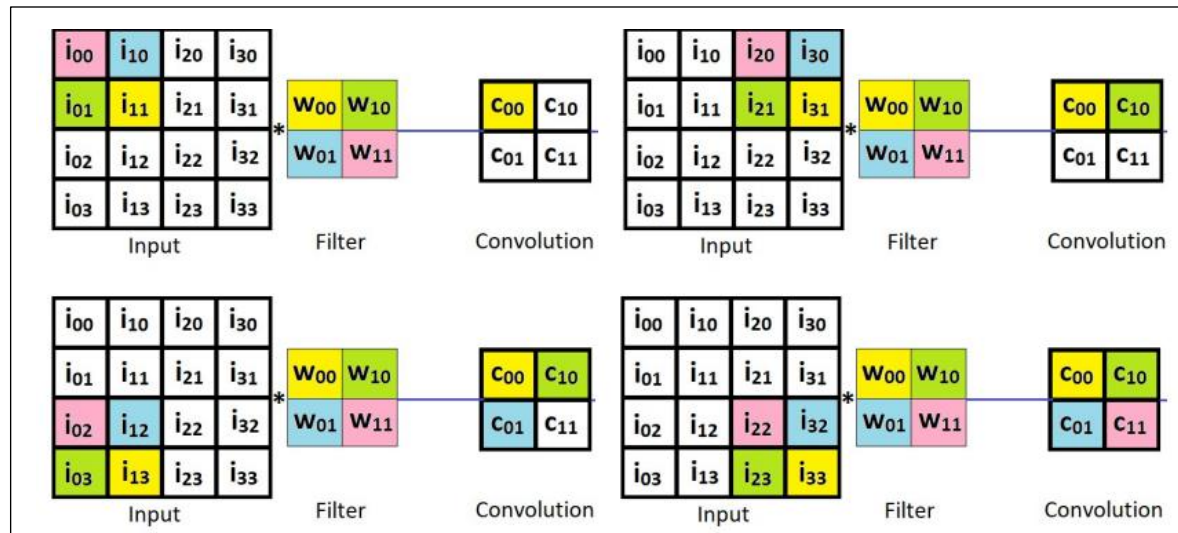 i00 i10 i20 i30 i00 i10 i20 i30
i01 i11 i21 i31 w00 w10 c00 c10 i01 i11 i21 i31 w00 w10 c00 c10
* *
i02 i12 i22 i32 w01 w11 c01 c11 i02 i12 i22 i32 w01 w11 c01 c11
i03 i13 i23 i33 i03 i13 i23 i33
Input Filter Convolution Input Filter Convolution
i00 i10 i20 i30 i00 i10 i20 i30
i01 i11 i21 i31 w00 w10 c00 c10 i01 i11 i21 i31 w00 w10 c00 c10
* *
i02 i12 i22 i32 w01 w11 c01 c11 i02 i12 i22 i32 w01 w11 c01 c11
i03 i13 i23 i33 i03 i13 i23 i33
Input Filter Convolution Input Filter Convolution